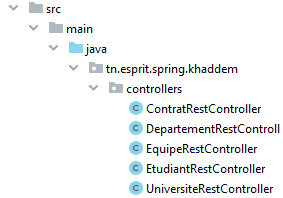 src
main
java
tn.esprit.spring.khaddem
controllers
ContratRestController
DepartementRestControll
EquipeRestController
EtudiantRestController
UniversiteRestController